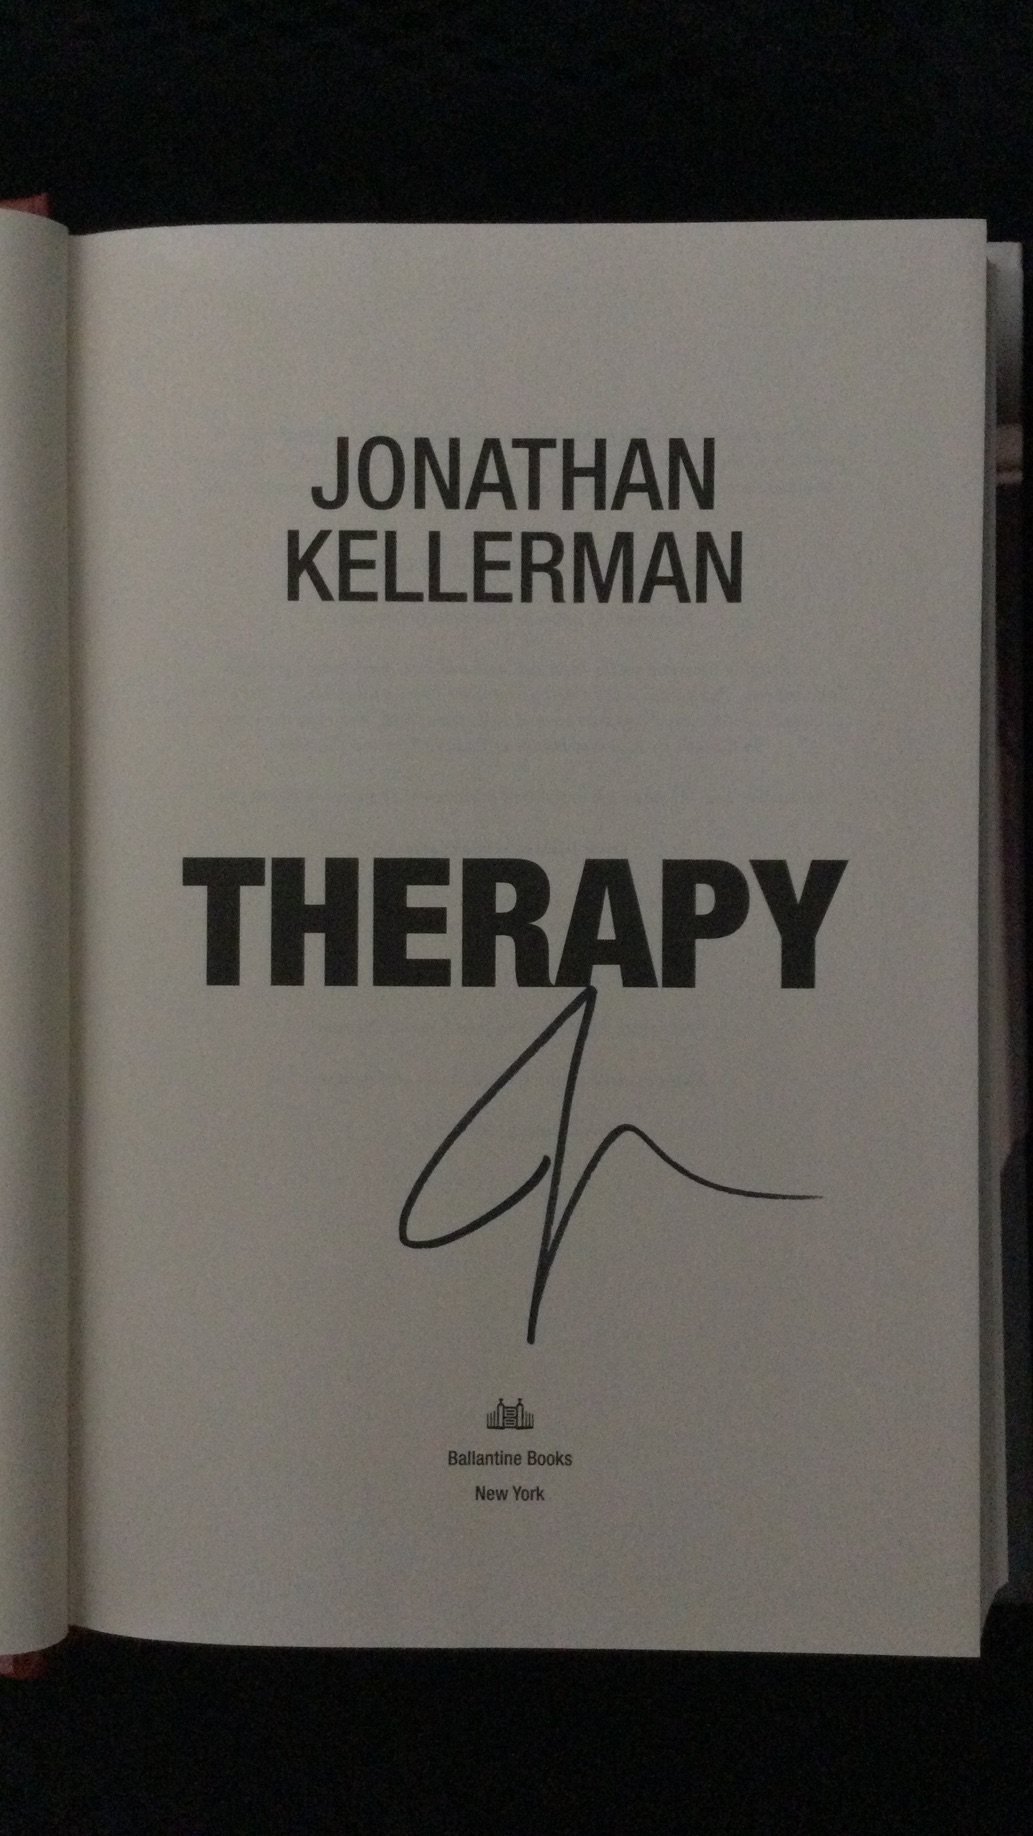 JONATHAN
KELLERMAN
THERAPY
Ballantine Books
New York